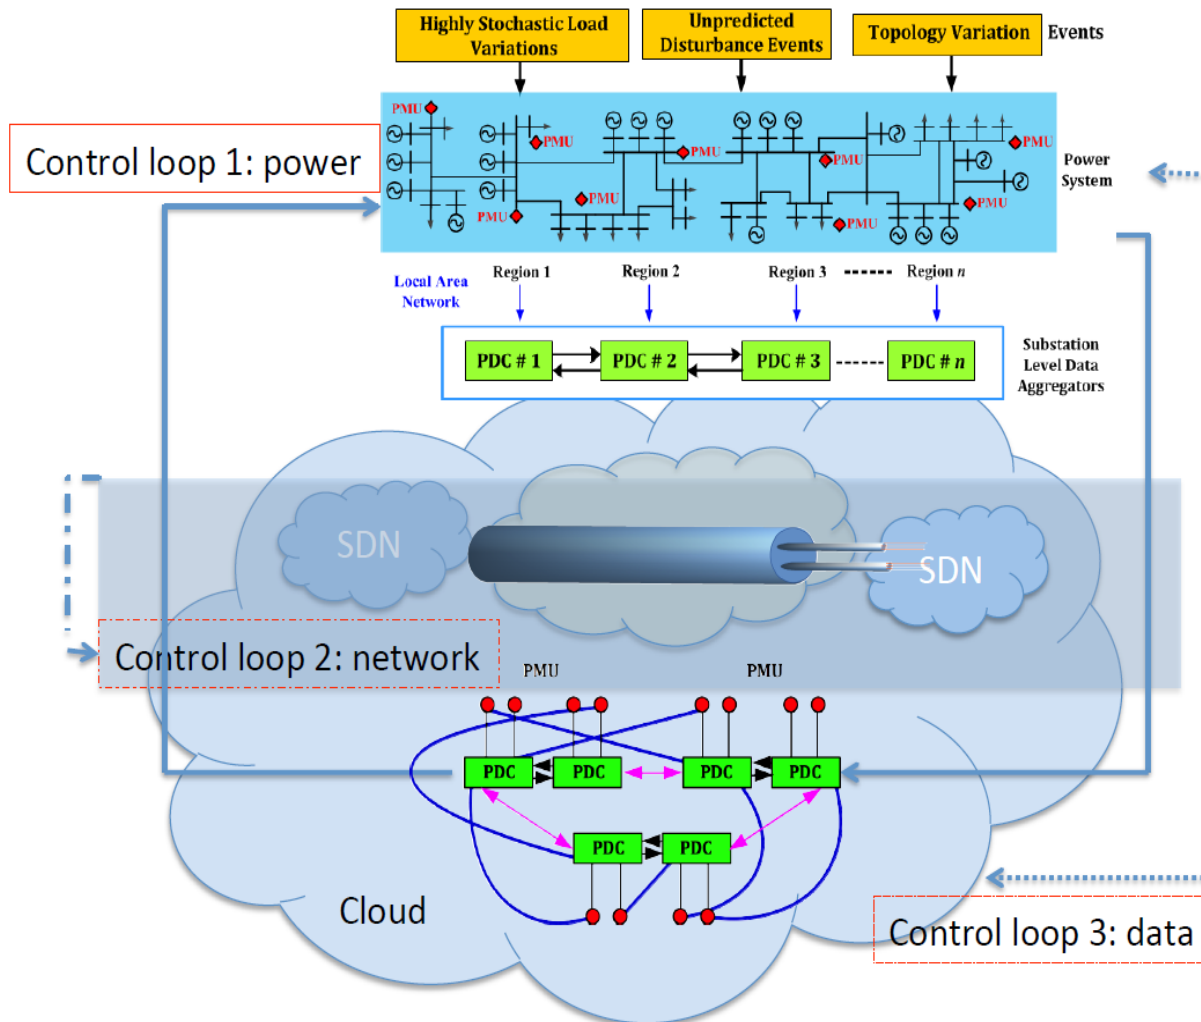 Highly Stochastic Load
Variations
Unpredicted
Disturbance Events
Topology Variation
Events
Control loop 1: power
PMU
PMU
PMU
PMU
PMU
PMU
PMU
PMU
PMU
Power
System
Local Area
Network
Region 1
Region 2
Region 3
Region n
PDC # 1
PDC # 2
PDC # 3
PDC # n
Substation
Level Data
Aggregators
SDN
SDN
Control loop 2: network
PMU
PMU
PDC
PDC
PDC
PDC
PDC
PDC
Cloud
Control loop 3: data